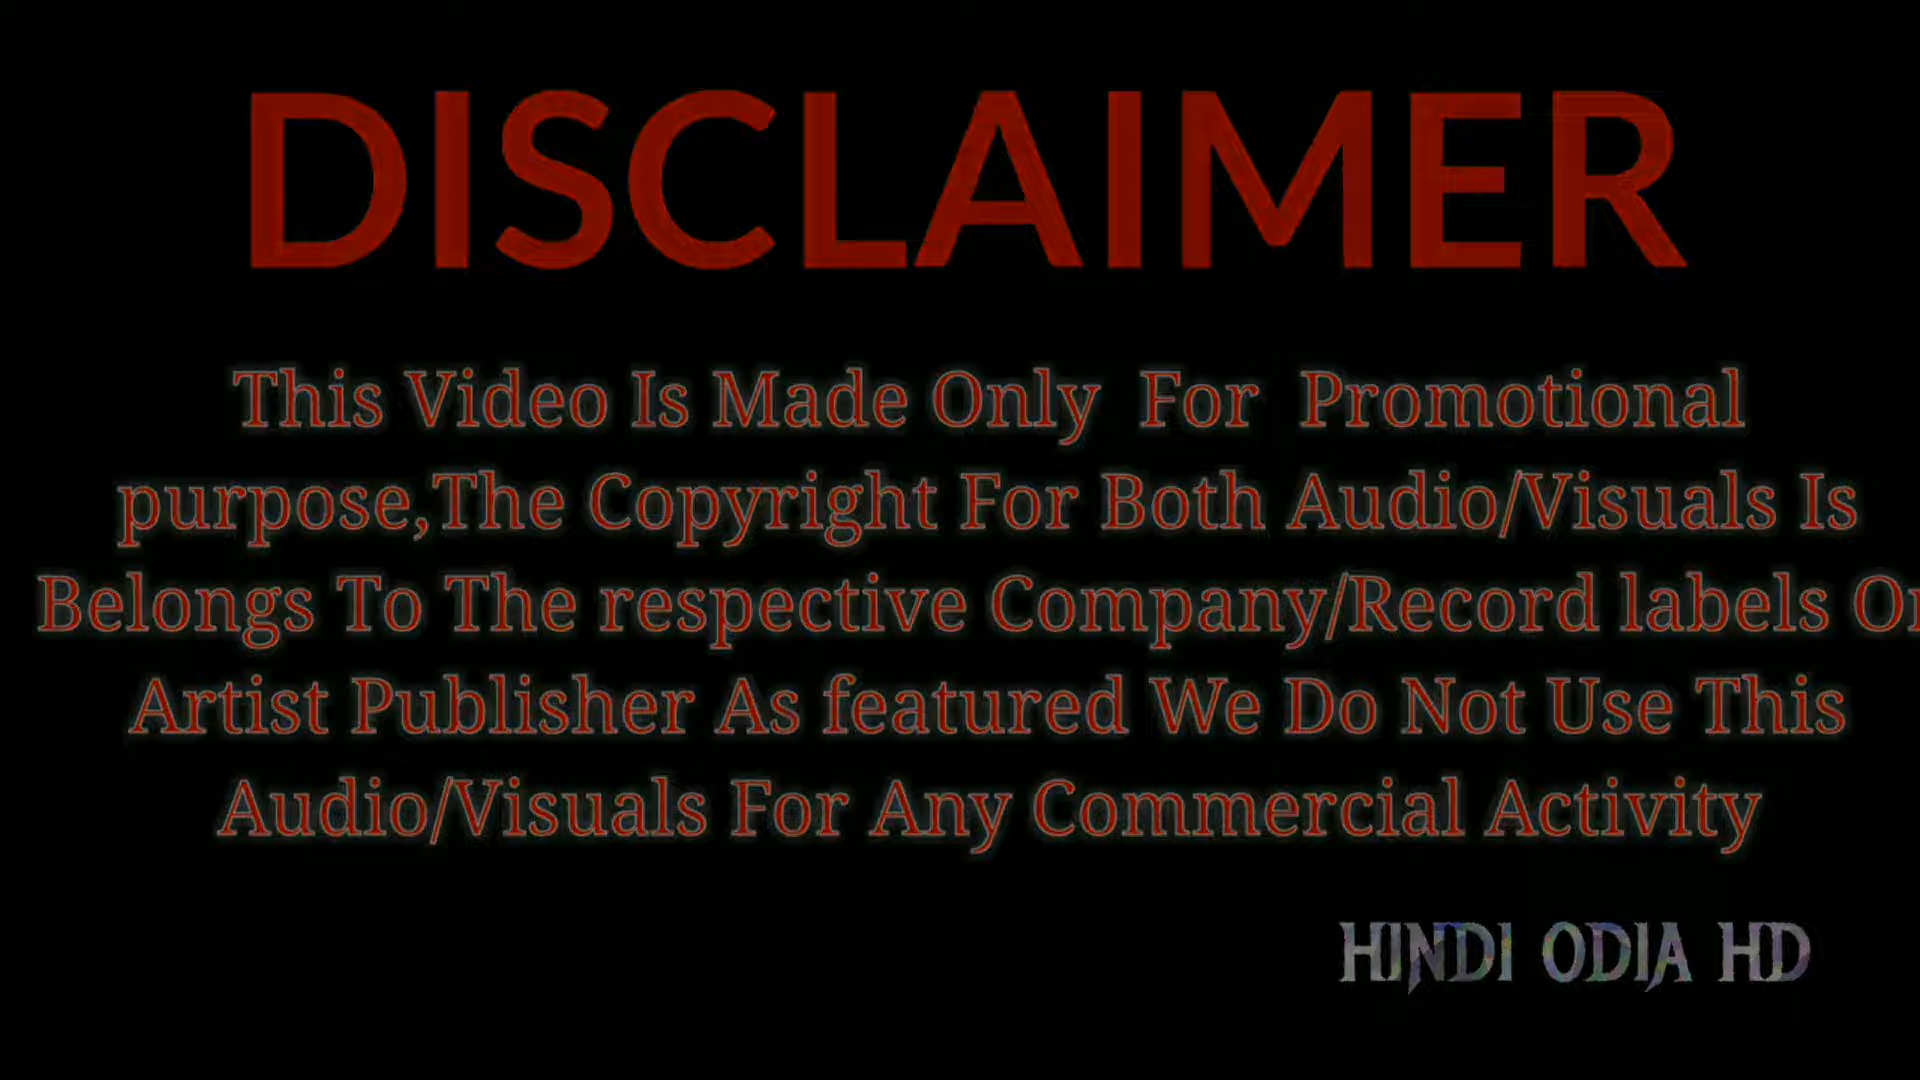 DISCLAIMER
This Video Is Made Only For Promotional
purpose,The Copyright For Both Audio/Visuals Is
Belongs To The respective Company/Record labels Or
Artist Publisher As featured We Do Not Use This
Audio/Visuals For Any Commercial Activity
HINDI ODIA HD